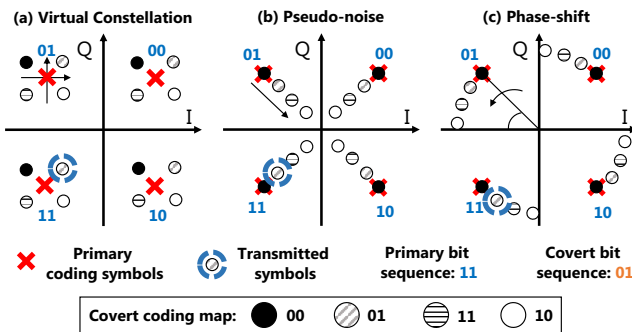 (a) Virtual Constellation (b) Pseudo-noise (c) Phase-shift
01 Q 00 I 11 10
01 Q 00 I 11 10
01 Q 00 I 11 10
Primary coding symbols
Transmitted symbols
Primary bit sequence: 11
Covert bit sequence: 01
Covert coding map: 00 01 11 10